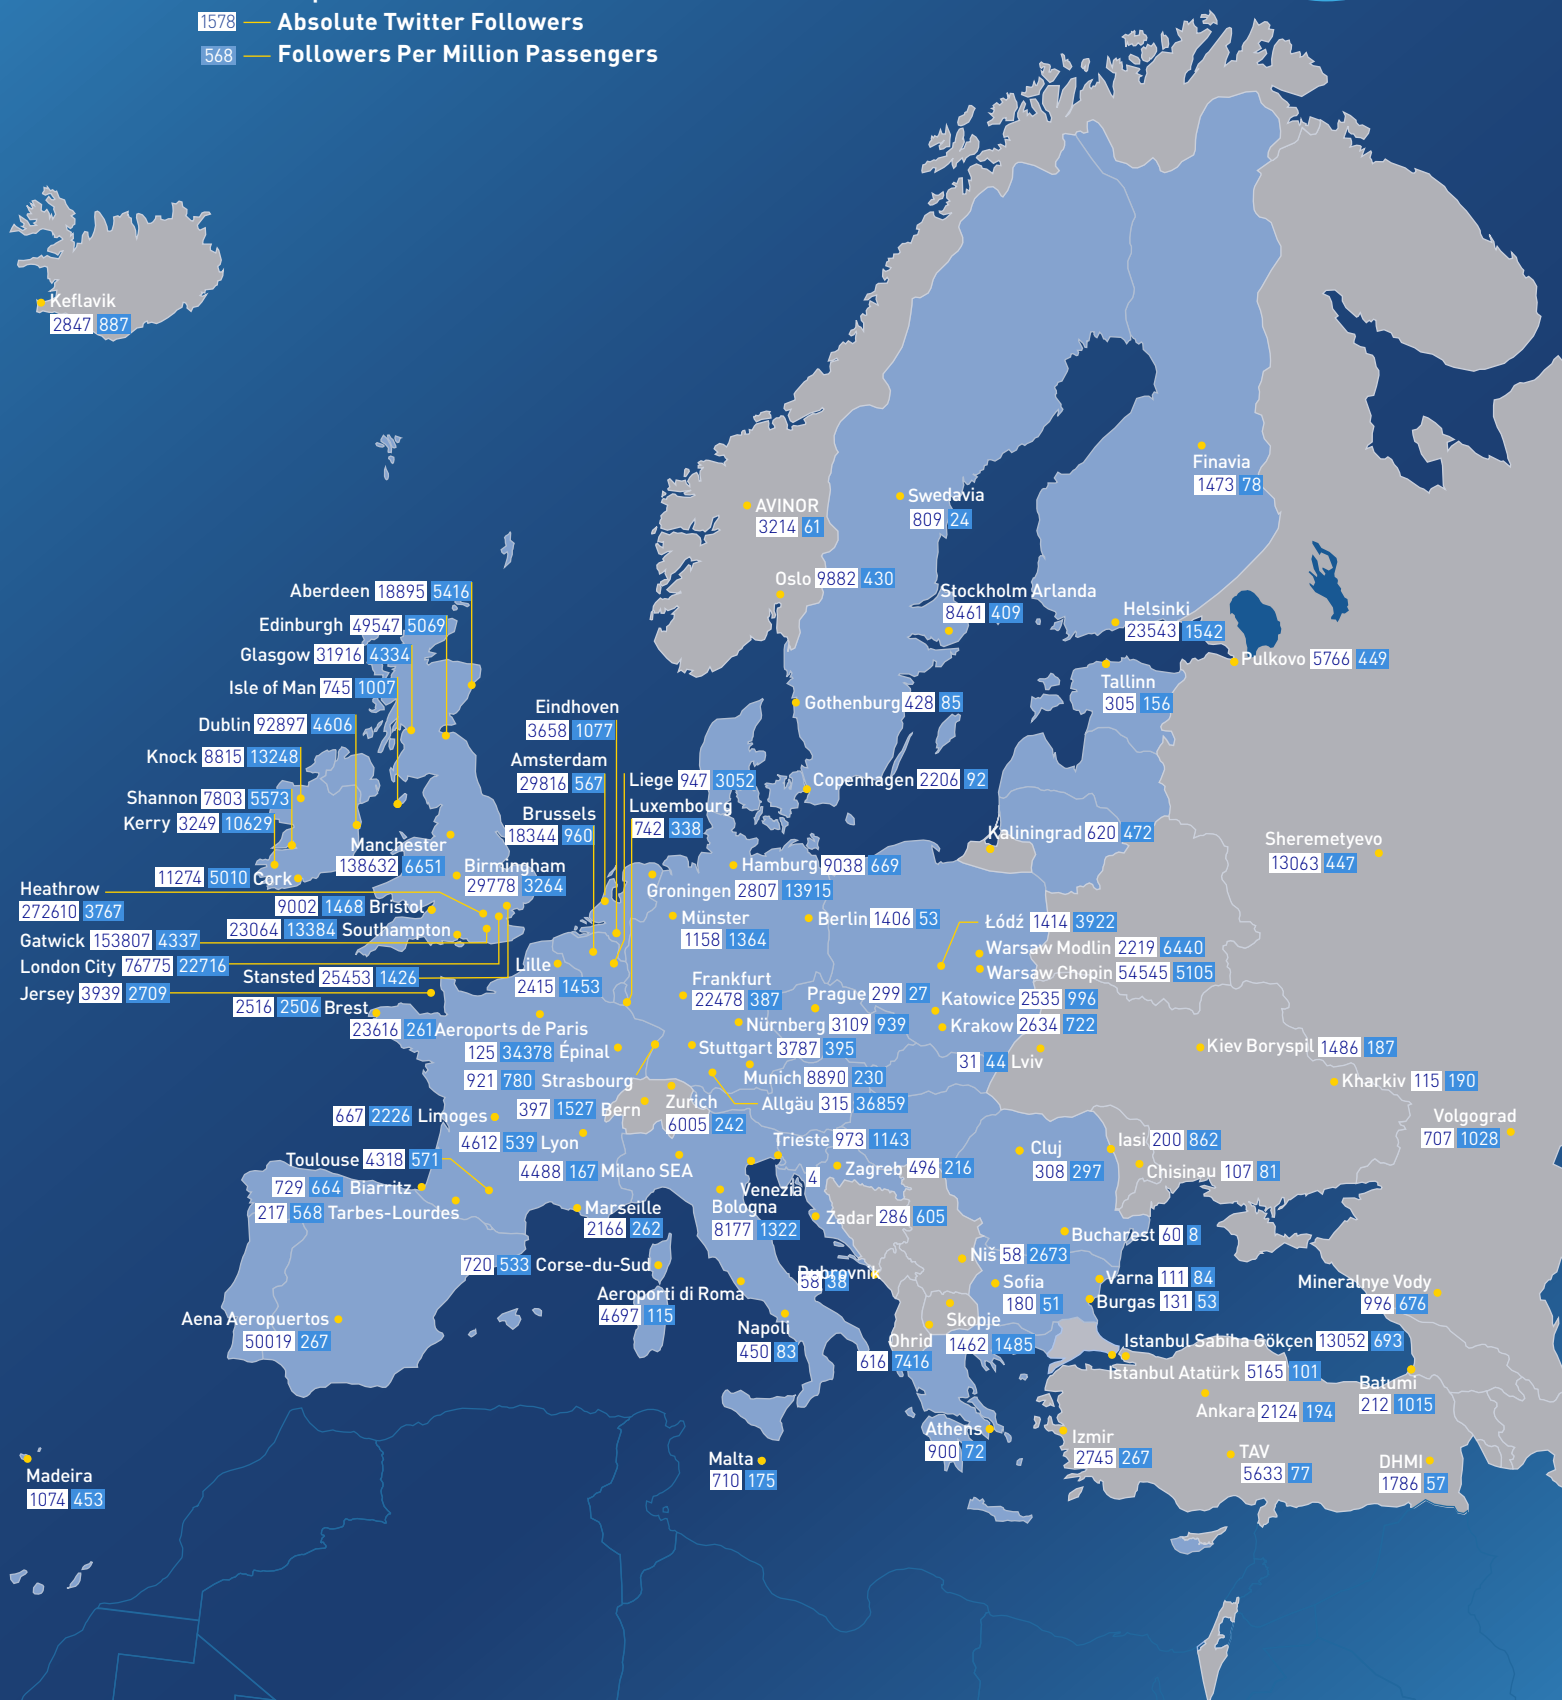 1578 Absolute Twitter Followers
568 Followers Per Million Passengers
Keflavik
2847 887
Finavia
1473 78
AVINOR
3214 61
Swedavia
809 24
Oslo 9882 430
Stockholm Arlanda
8461 409
Helsinki
23543 1542
Pulkovo 5766 449
Tallinn
305 156
Gothenburg 428 85
Aberdeen 18895 5416
Edinburgh 49547 5069
Glasgow 31916 4334
Isle of Man 745 1007
Dublin 92897 4606
Knock 8815 13248
Shannon 7803 5573
Kerry 3249 10629
Manchester
138632 6651
11274 5010 Cork
Birmingham
29778 3264
Heathrow
272610 3767
9002 1468 Bristol
23064 13384 Southampton
Gatwick 153807 4337
London City 76775 22716
Stansted 25453 1426
Jersey 3939 2709
Eindhoven
3658 1077
Amsterdam
29816 567
Brussels
18344 960
Liege 947 3052
Luxembourg
742 338
Copenhagen 2206 92
Kaliningrad 620 472
Sheremetyevo
13063 447
Hamburg 9038 669
Groningen 2807 13915
Münster
1158 1364
Berlin 1406 53
Łódź 1414 3922
Warsaw Modlin 2219 6440
Warsaw Chopin 54545 5105
Lille
2415 1453
Frankfurt
22478 387
Prague 299 27
Katowice 2535 996
Krakow 2634 722
2516 2506 Brest
23616 261 Aeroports de Paris
Nürnberg 3109 939
125 34378 Épinal
Stuttgart 3787 395
31 44 Lviv
Kiev Boryspil 1486 187
921 780 Strasbourg
Munich 8890 230
Kharkiv 115 190
397 1527 Bern
Zurich
6005 242
Allgäu 315 36859
667 2226 Limoges
Volgograd
707 1028
4612 539 Lyon
Trieste 973 1143
Cluj
308 297
Iasi 200 862
Toulouse 4318 571
4488 167 Milano SEA
Zagreb 496 216
Chisinau 107 81
729 664 Biarritz
4
Venezia
217 568 Tarbes-Lourdes
Marseille
2166 262
Bologna
8177 1322
Zadar 286 605
Bucharest 60 8
720 533 Corse-du-Sud
Niš 58 2673
Dubrovnik
58 38
Sofia
180 51
Varna 111 84
Burgas 131 53
Mineralnye Vody
996 676
Aeroporti di Roma
4697 115
Aena Aeropuertos
50019 267
Napoli
450 83
Skopje
1462 1485
Ohrid
616 7416
Istanbul Sabiha Gökçen 13052 693
Istanbul Atatürk 5165 101
Batumi
212 1015
Ankara 2124 194
Athens
900 72
Izmir
2745 267
TAV
5633 77
DHMI
1786 57
Malta
710 175
Madeira
1074 453